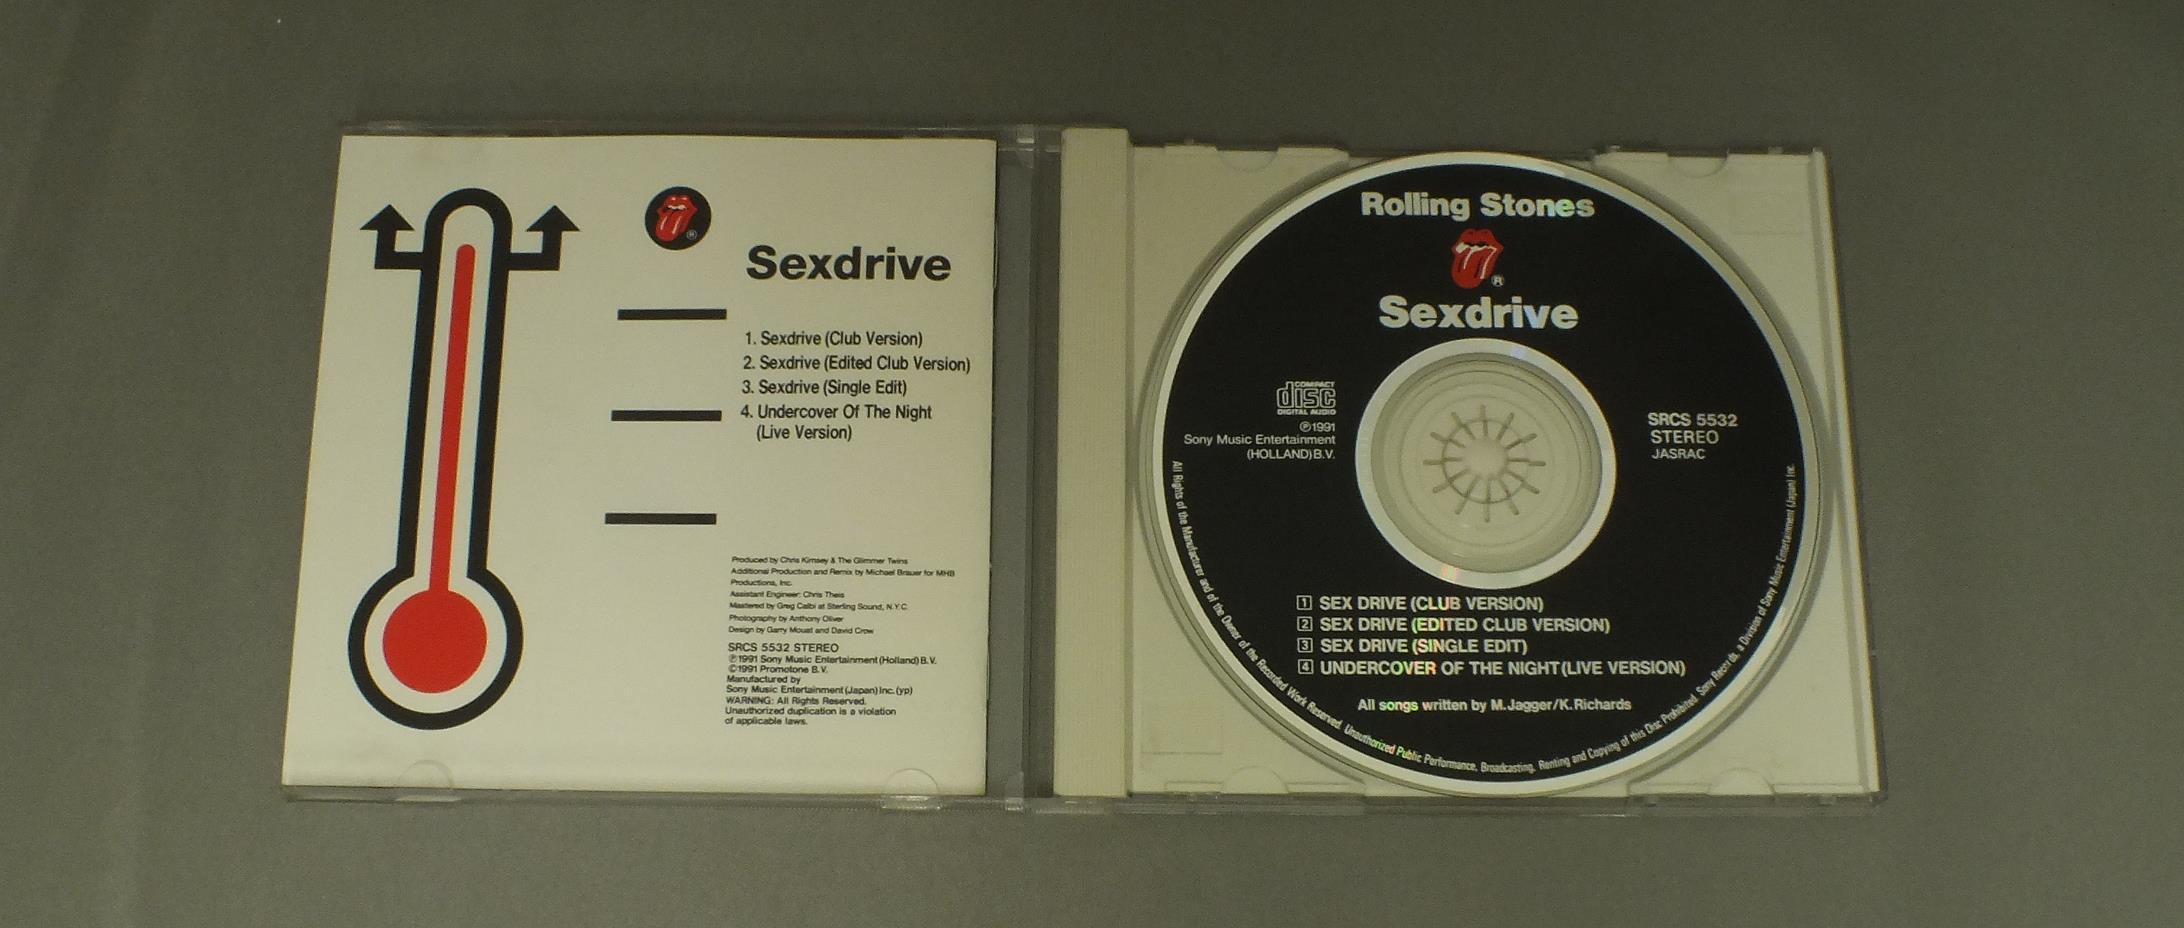 ®
Sexdrive
1. Sexdrive (Club Version)
2. Sexdrive (Edited Club Version)
3. Sexdrive (Single Edit)
4. Undercover Of The Night
(Live Version)
Produced by Chris Kimsey & The Glimmer Twins
Additional Production and Remix by Michael Brauer for MHB
Productions, Inc.
Assistant Engineer: Chris Theis
Mastered by Greg Calbi at Sterling Sound, N.Y.C.
Photography by Anthony Oliver
Design by Garry Mouat and David Crow
SRCS 5532 STEREO
℗1991 Sony Music Entertainment (Holland) B.V.
©1991 Promotone B.V.
Manufactured by
Sony Music Entertainment (Japan) Inc. (yp)
WARNING: All Rights Reserved.
Unauthorized duplication is a violation
of applicable laws.
Rolling Stones
®
Sexdrive
COMPACT
disc
DIGITAL AUDIO
℗1991
Sony Music Entertainment
(HOLLAND) B.V.
SRCS 5532
STEREO
JASRAC
1 SEX DRIVE (CLUB VERSION)
2 SEX DRIVE (EDITED CLUB VERSION)
3 SEX DRIVE (SINGLE EDIT)
4 UNDERCOVER OF THE NIGHT (LIVE VERSION)
All songs written by M.Jagger/K.Richards
All Rights of the Manufacturer and of the Owner of the Recorded Work Reserved. Unauthorized Public Performance, Broadcasting, Renting and Copying of this Disc Prohibited. Sony Records, a Division of Sony Music Entertainment (Japan) Inc.